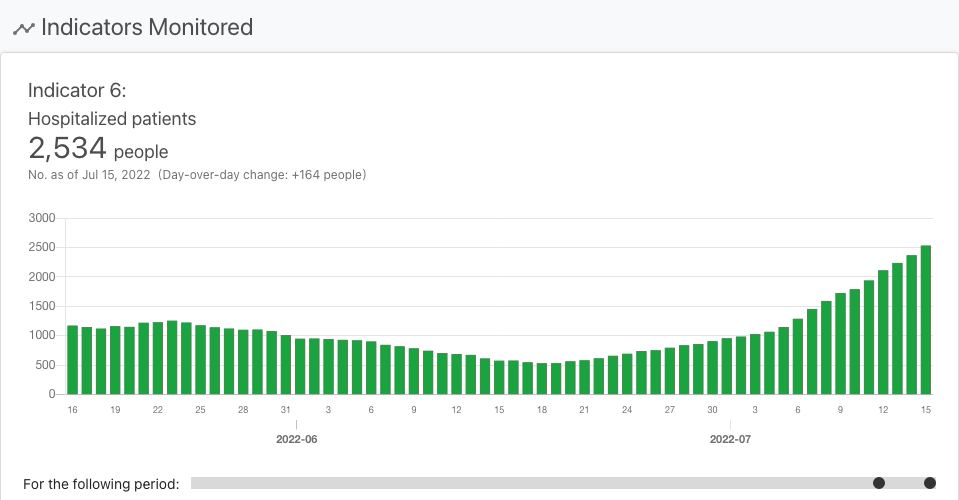 Indicators Monitored
Indicator 6:
Hospitalized patients
2,534 people
No. as of Jul 15, 2022 (Day-over-day change: +164 people)
3000
2500
2000
1500
1000
500
0
16 19 22 25 28 31 3 6 9 12 15 18 21 24 27 30 3 6 9 12 15
2022-06 2022-07
For the following period: